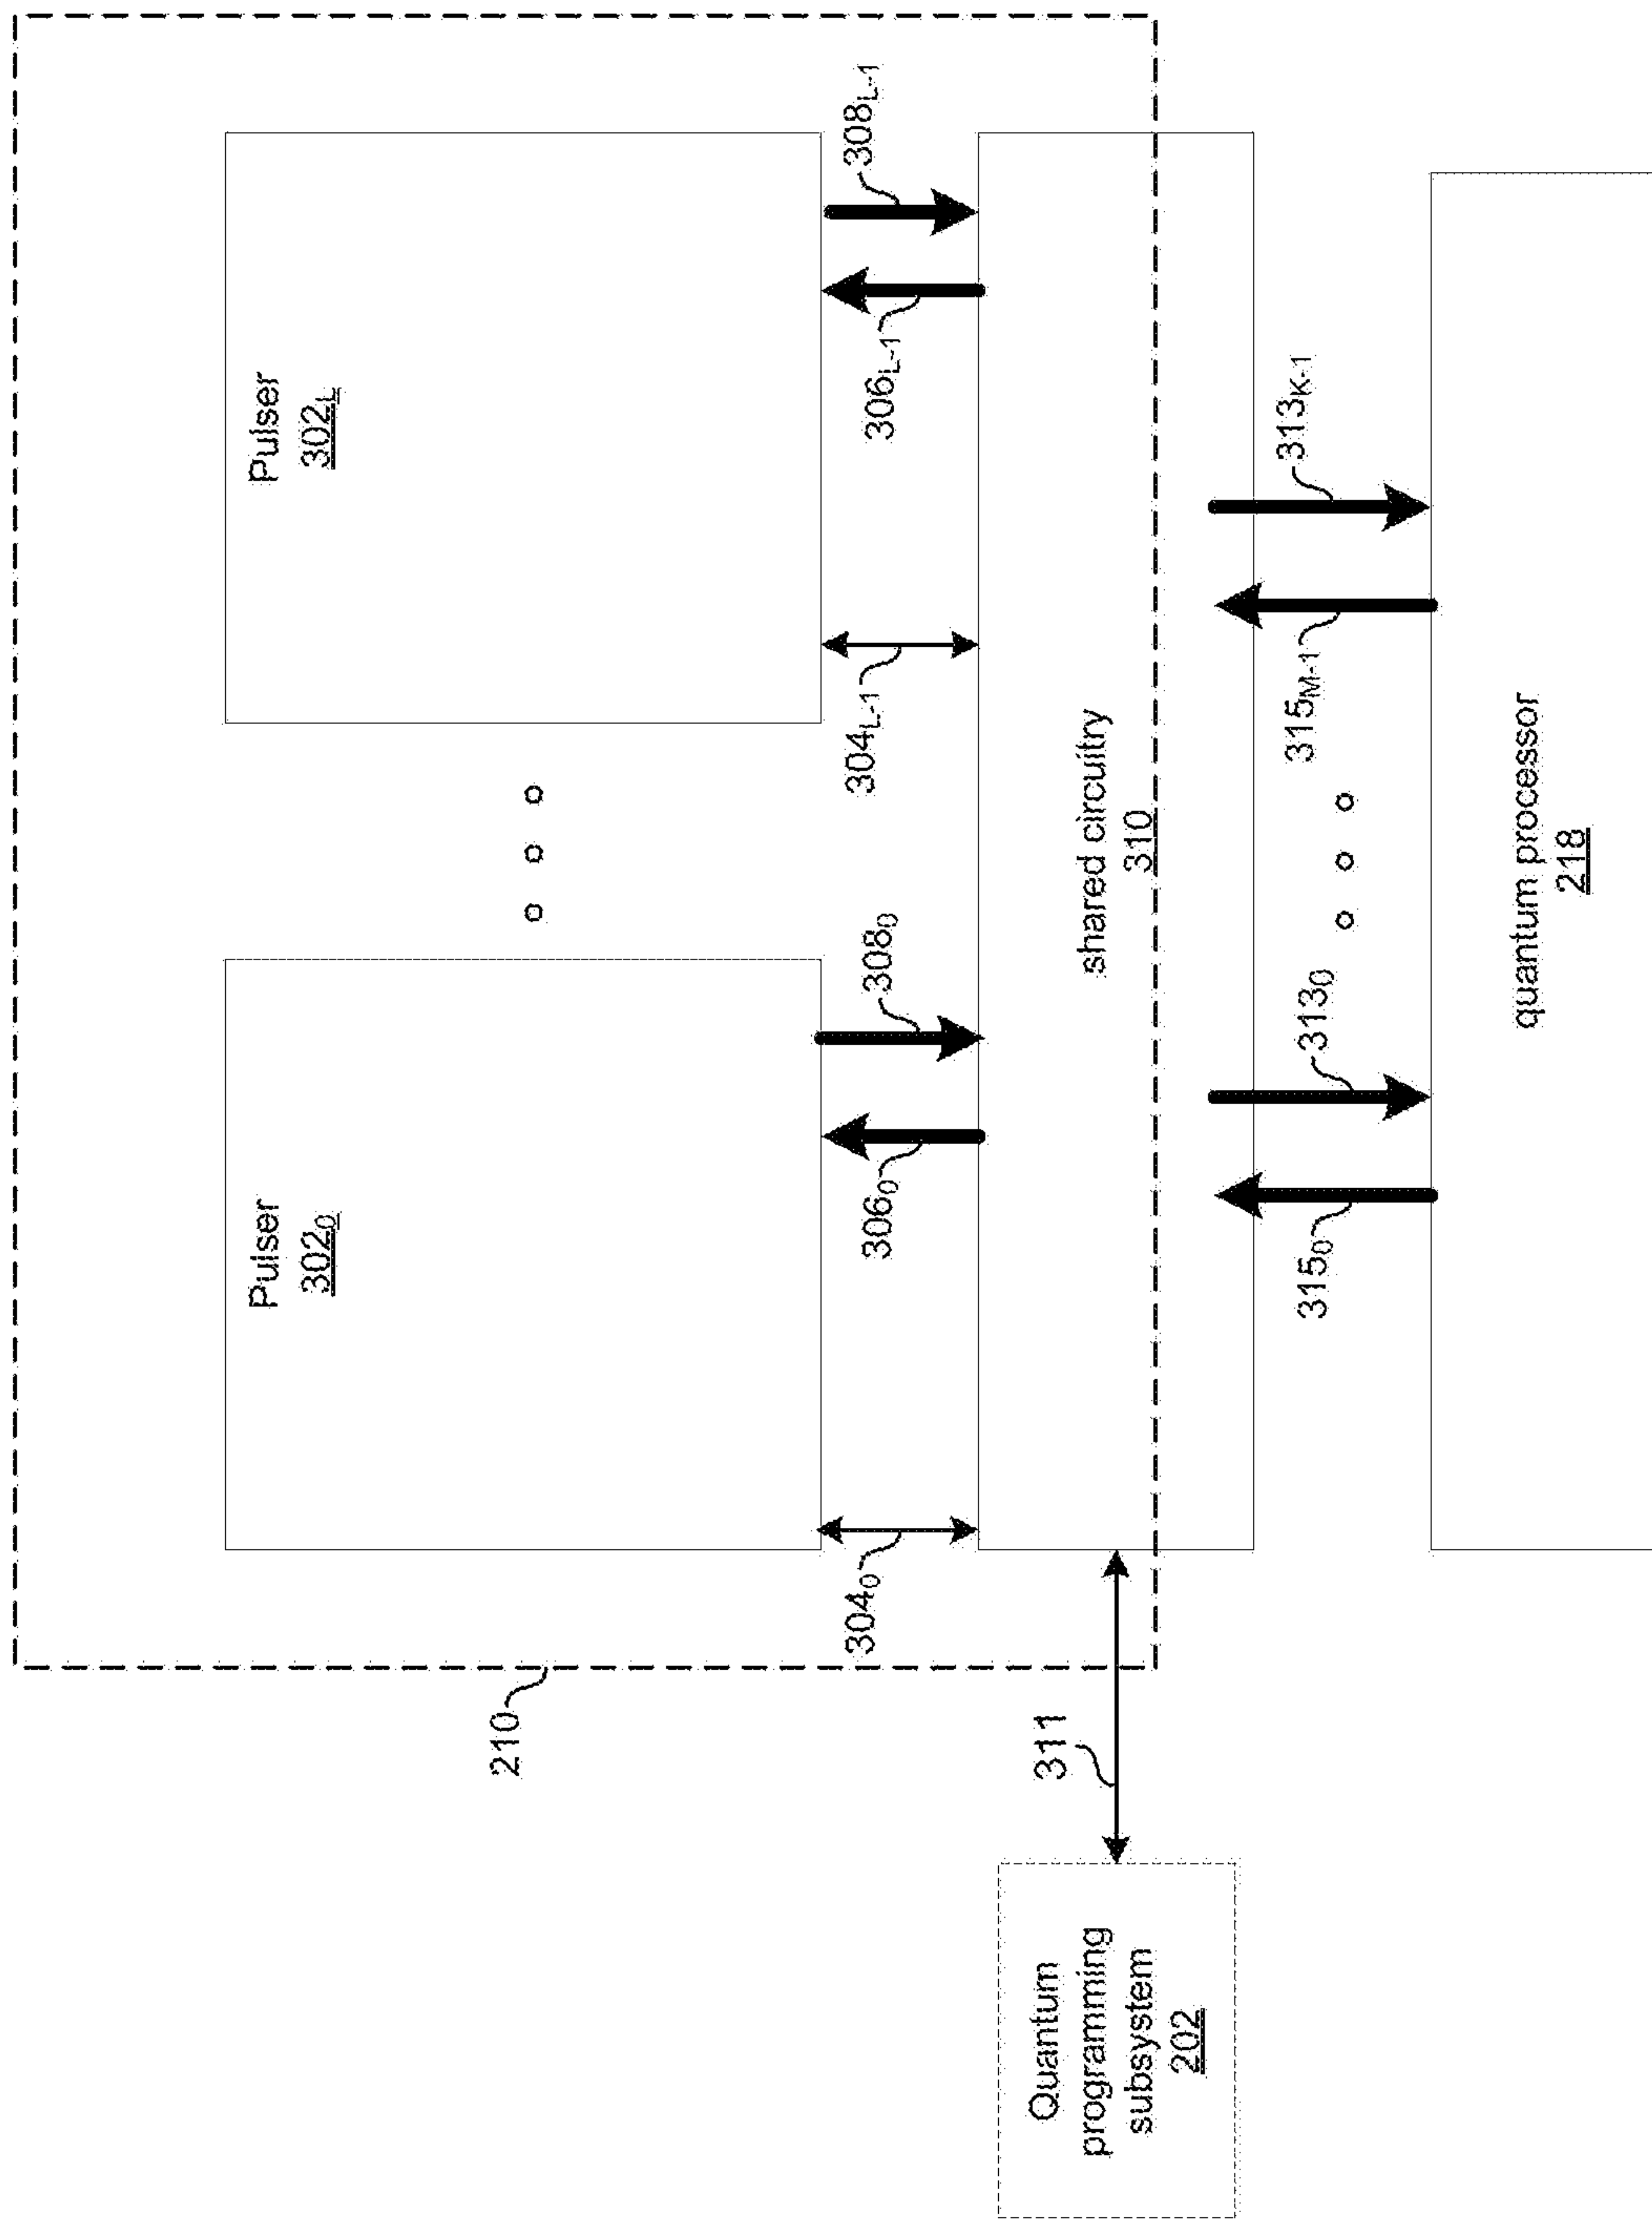 210
Pulser
302₀
Pulser
302L
304₀
306₀
308₀
304L-1
306L-1
308L-1
311
Quantum
programming
subsystem
202
shared circuitry
310
315₀
313₀
315M-1
313K-1
quantum processor
218